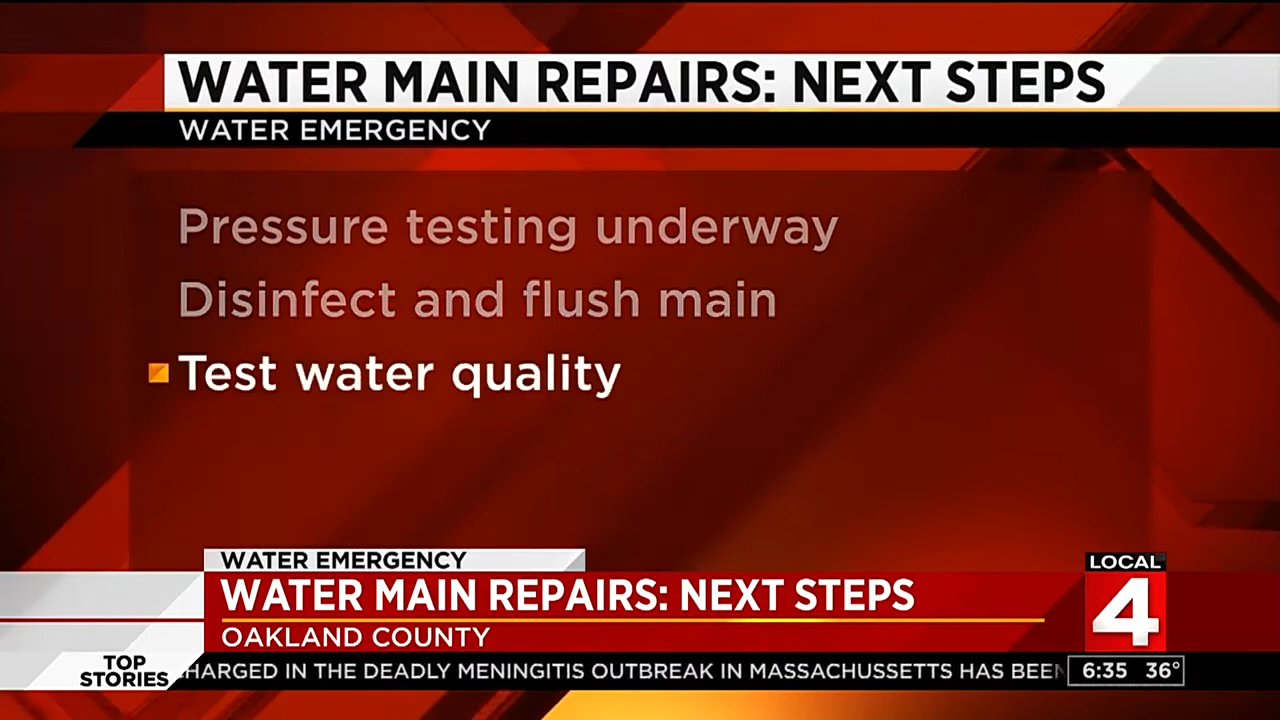 WATER MAIN REPAIRS: NEXT STEPS
WATER EMERGENCY
Pressure testing underway
Disinfect and flush main
Test water quality
WATER EMERGENCY
WATER MAIN REPAIRS: NEXT STEPS
OAKLAND COUNTY
LOCAL
4
TOP
STORIES
HARGED IN THE DEADLY MENINGITIS OUTBREAK IN MASSACHUSETTS HAS BEEN
6:35 36°